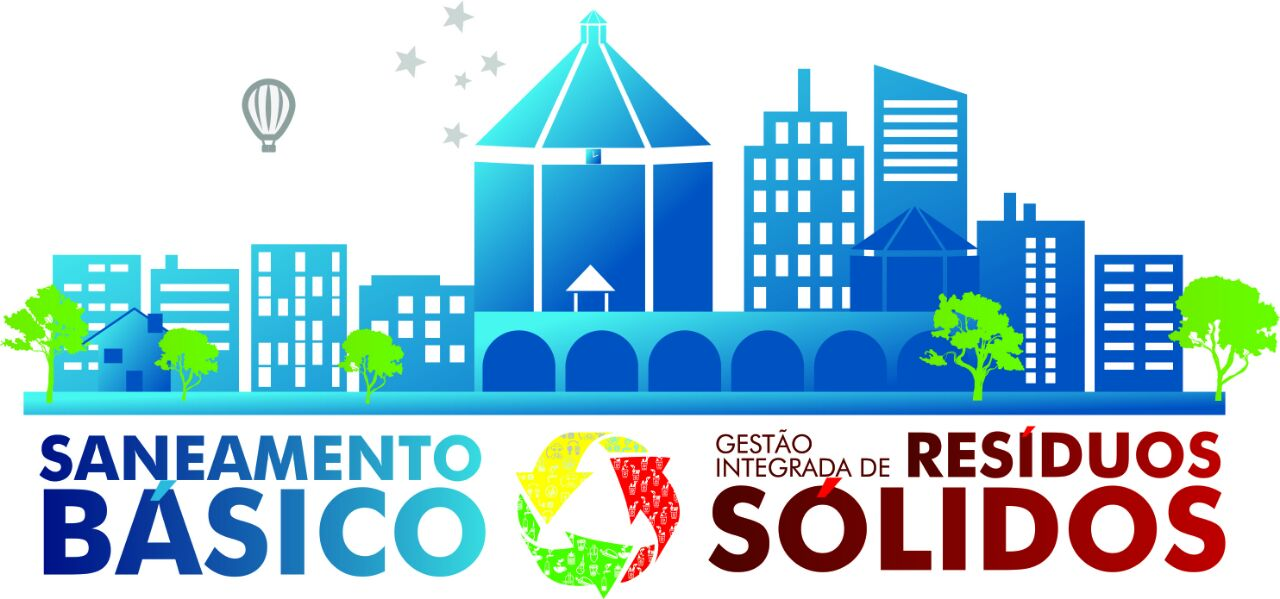 SANEAMENTO
BÁSICO
GESTÃO
INTEGRADA DE RESÍDUOS
SÓLIDOS